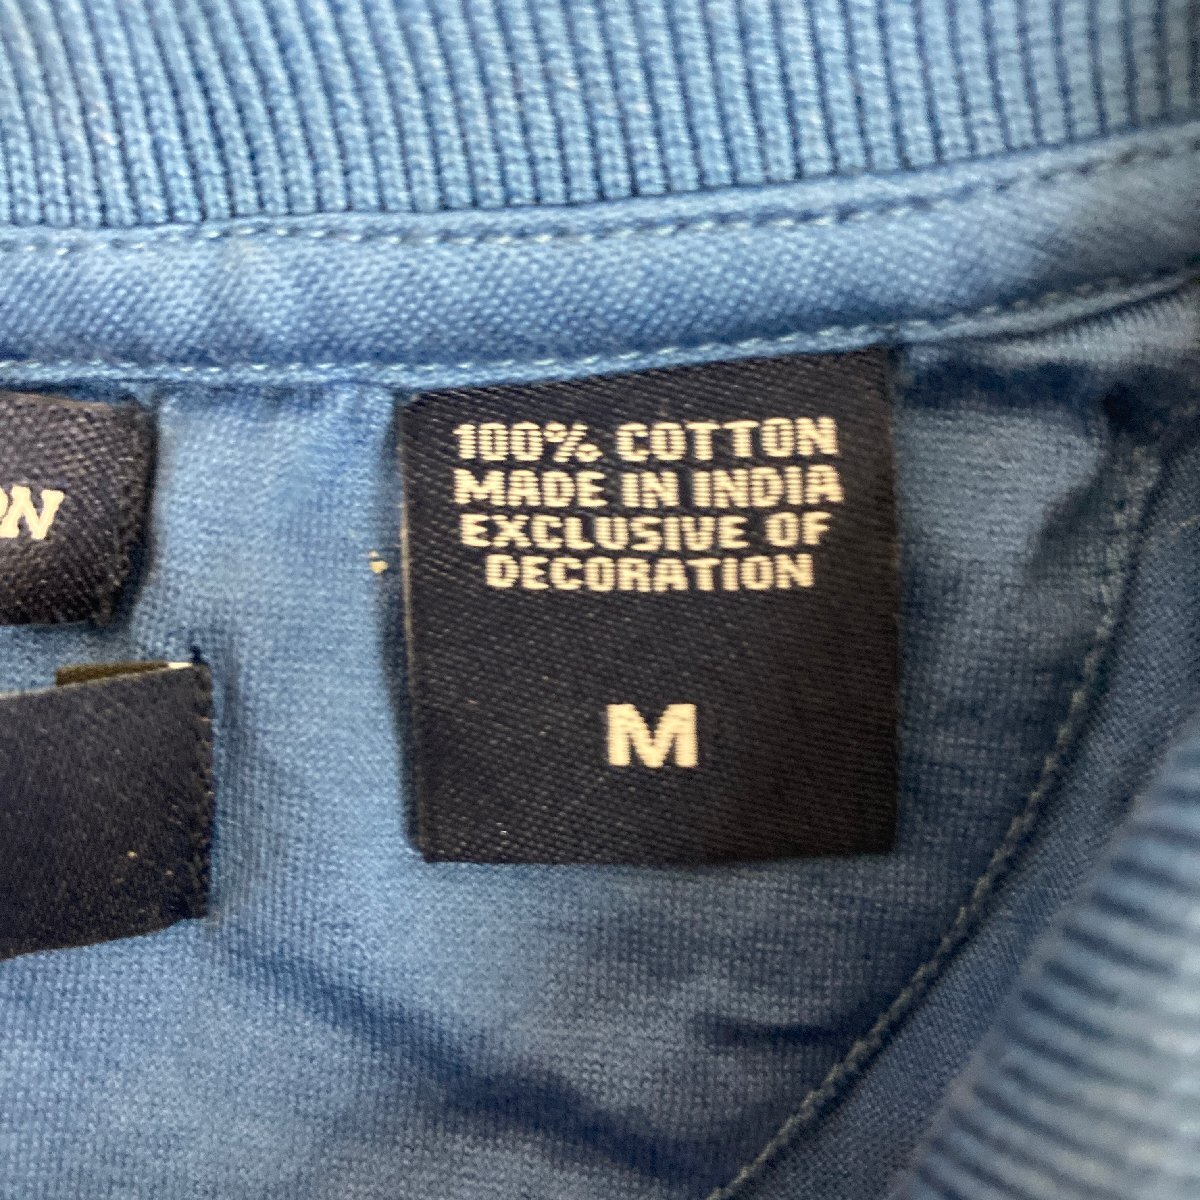 100% COTTON
MADE IN INDIA
EXCLUSIVE OF
DECORATION
M